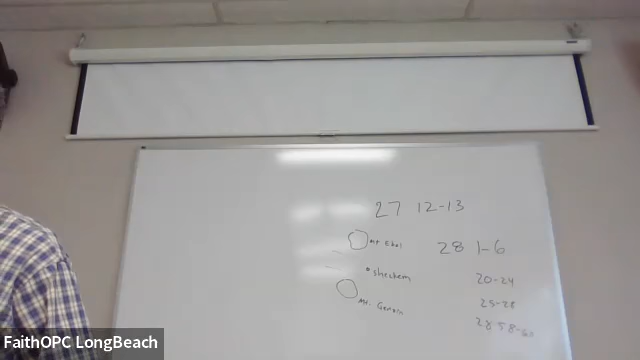 27 12-13
Mt Ebal
28 1-6
*Shechem
20-24
Mt. Gerizim
25-28
28 58-
FaithOPC LongBeach